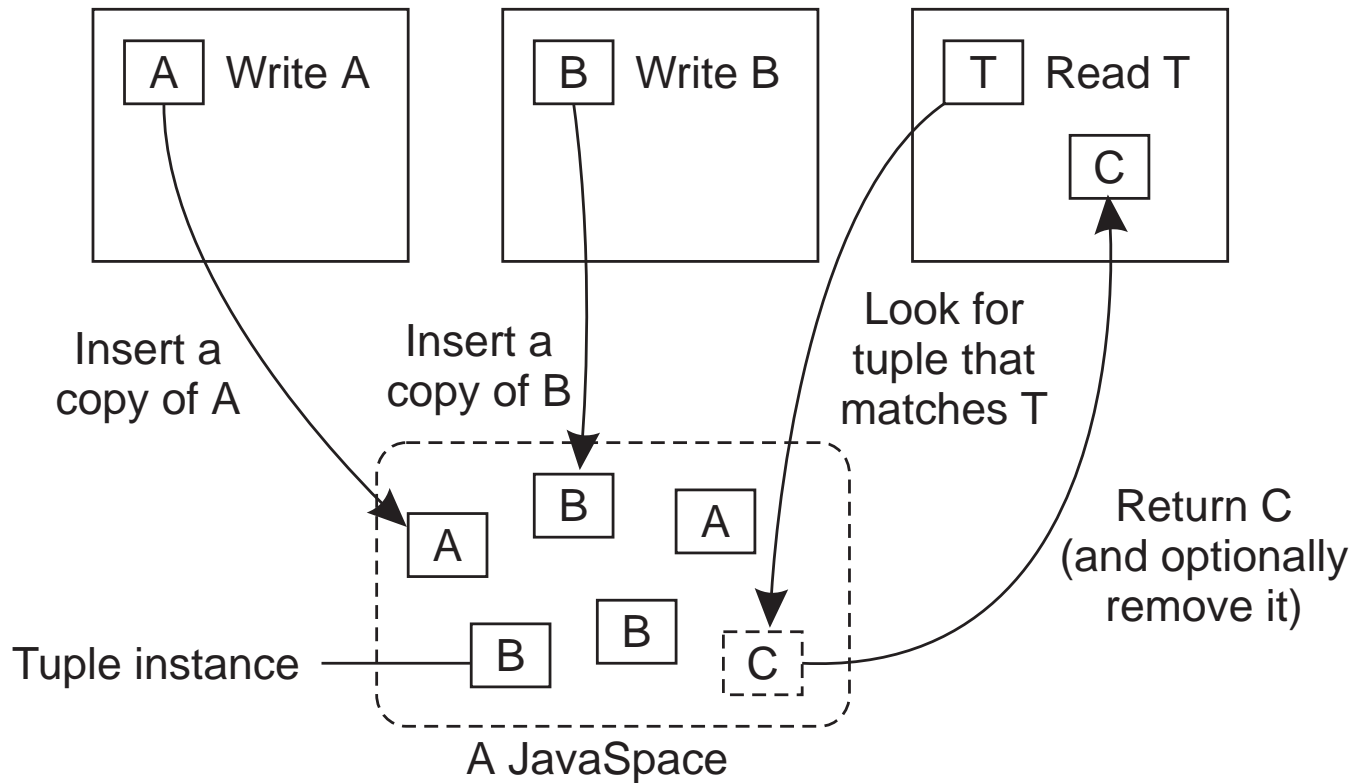 A Write A
B Write B
T Read T
C
Insert a
copy of A
Insert a
copy of B
Look for
tuple that
matches T
Return C
(and optionally
remove it)
B
A
A
B
B
C
Tuple instance
A JavaSpace